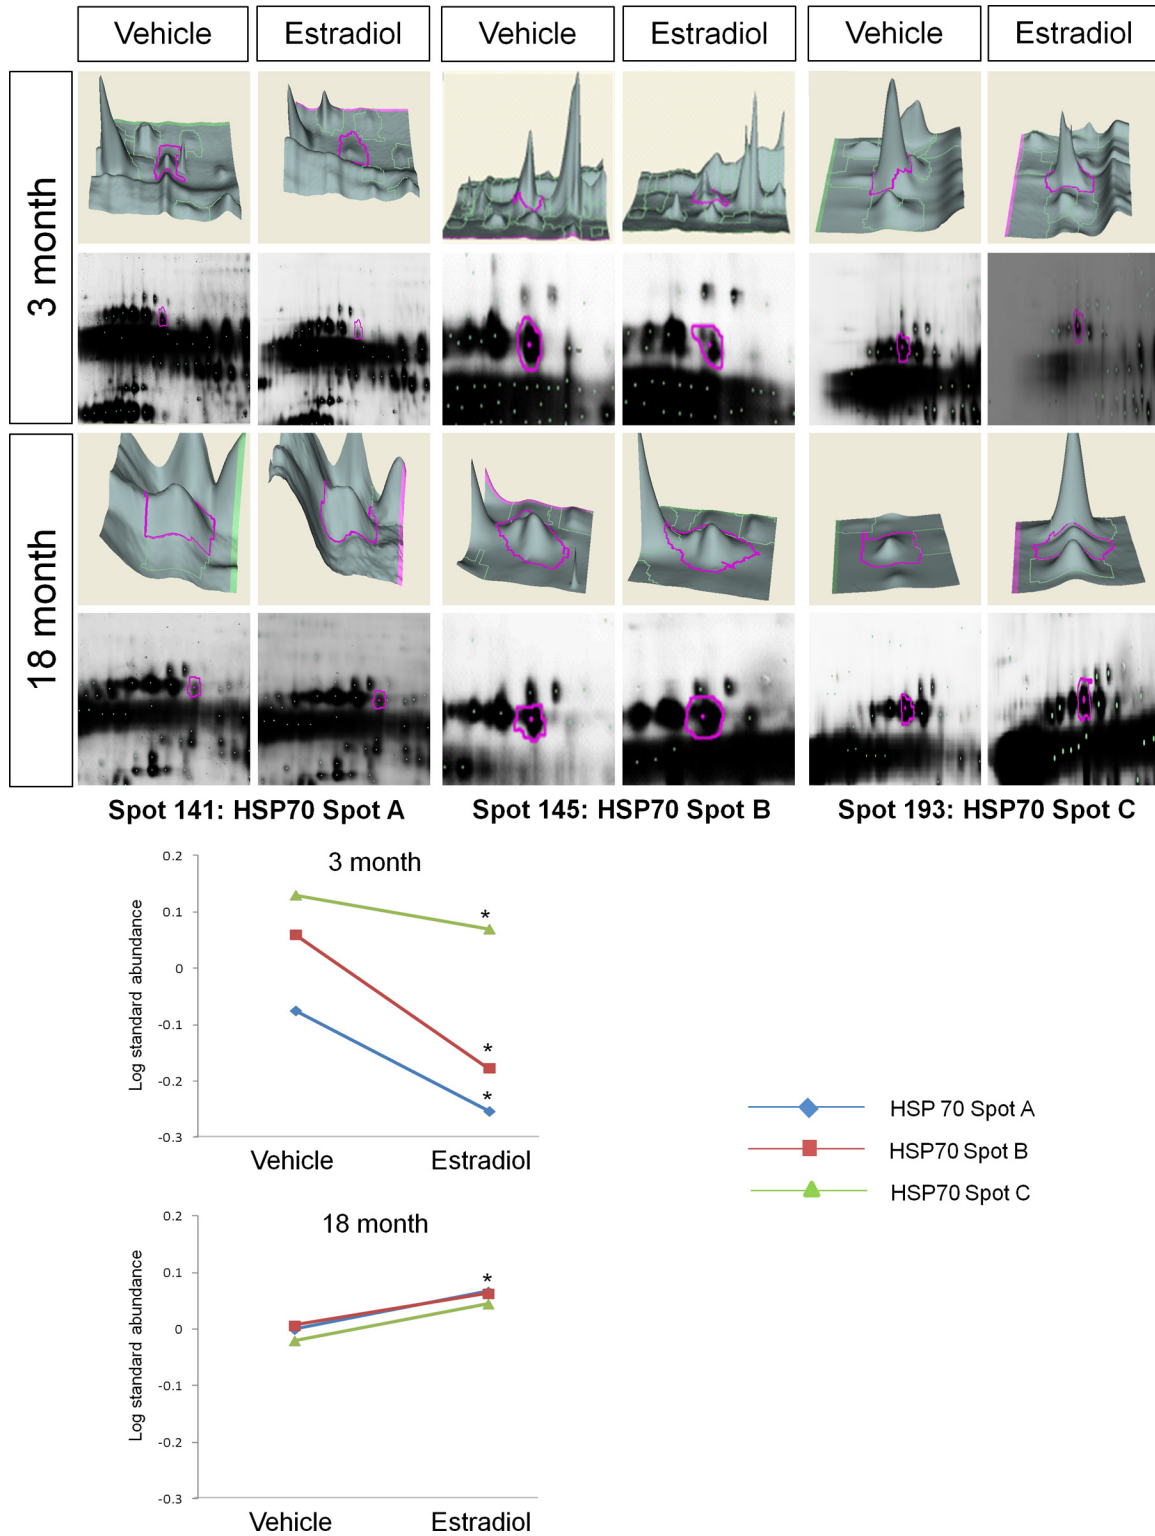 Vehicle Estradiol Vehicle Estradiol Vehicle Estradiol
3 month
18 month
Spot 141: HSP70 Spot A Spot 145: HSP70 Spot B Spot 193: HSP70 Spot C
3 month
Log standard abundance
0.2
0.1
0
-0.1
-0.2
-0.3
*
*
*
Vehicle Estradiol
HSP 70 Spot A
HSP70 Spot B
HSP70 Spot C
18 month
Log standard abundance
0.2
0.1
0
-0.1
-0.2
-0.3
*
Vehicle Estradiol